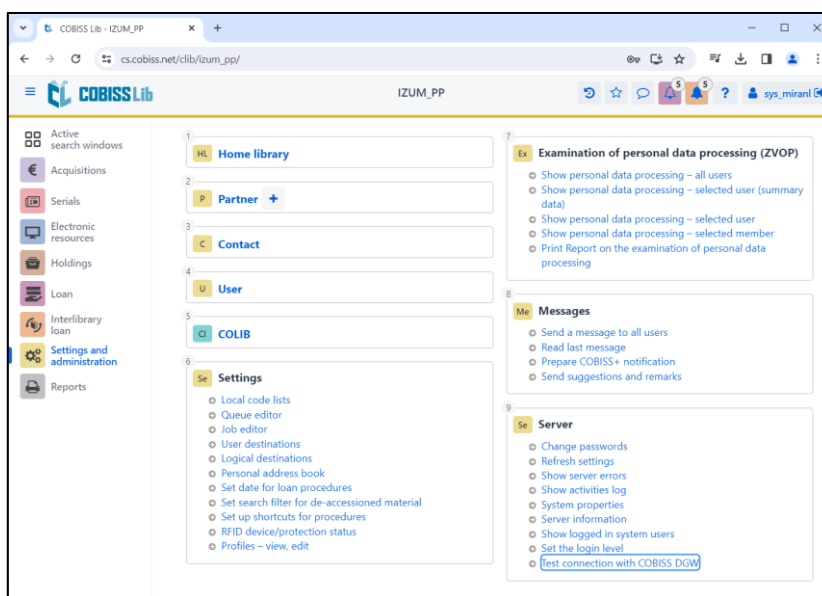 COBISS Lib - IZUM_PP
cs.cobiss.net/clib/izum_pp/
COBISS Lib
IZUM_PP
5
5
?
sys_miranl
Active
search windows
€
Acquisitions
Serials
Electronic
resources
Holdings
Loan
Interlibrary
loan
Settings and
administration
Reports
1
HL Home library
2
P Partner +
3
C Contact
4
U User
5
Cl COLIB
6
Se Settings
Local code lists
Queue editor
Job editor
User destinations
Logical destinations
Personal address book
Set date for loan procedures
Set search filter for de-accessioned material
Set up shortcuts for procedures
RFID device/protection status
Profiles – view, edit
7
Ex Examination of personal data processing (ZVOP)
Show personal data processing – all users
Show personal data processing – selected user (summary
data)
Show personal data processing – selected user
Show personal data processing – selected member
Print Report on the examination of personal data
processing
8
Me Messages
Send a message to all users
Read last message
Prepare COBISS+ notification
Send suggestions and remarks
9
Se Server
Change passwords
Refresh settings
Show server errors
Show activities log
System properties
Server information
Show logged in system users
Set the login level
Test connection with COBISS DGW